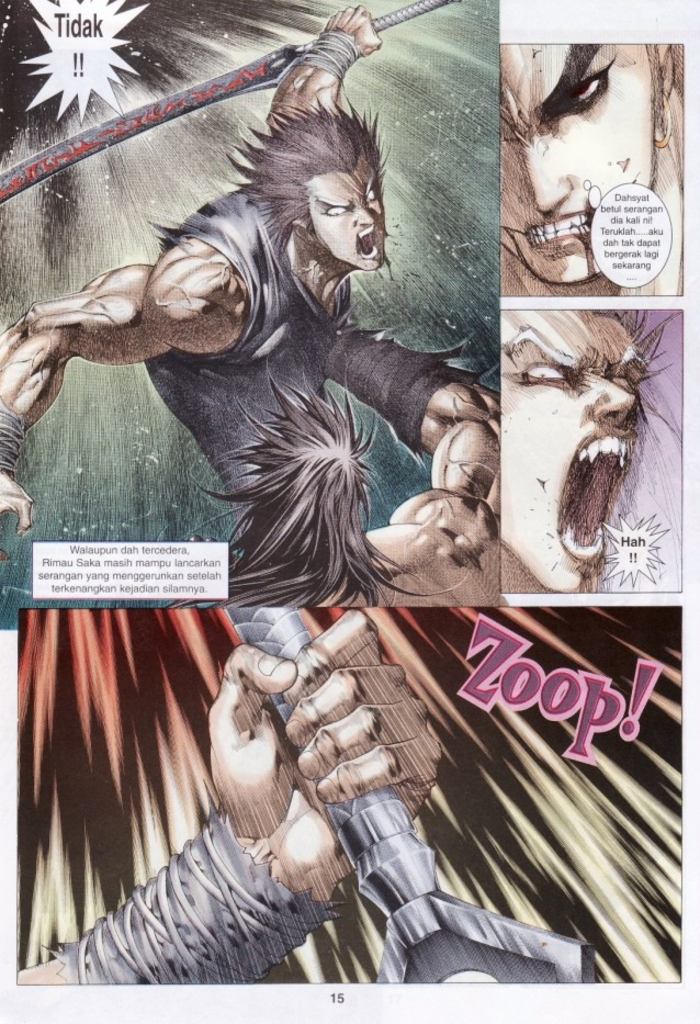 Tidak
!!
Dahsyat
betul serangan
dia kali ni!
Teruklah.....aku
dah tak dapat
bergerak lagi
sekarang
....
Hah
!!
Walaupun dah tercedera,
Rimau Saka masih mampu lancarkan
serangan yang menggerunkan setelah
terkenangkan kejadian silamnya.
Zoop!
15